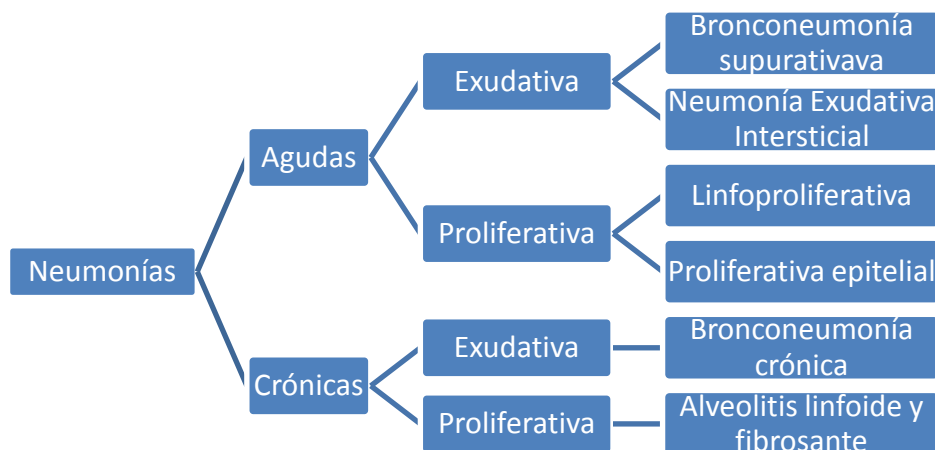 Neumonías
Agudas
Exudativa
Bronconeumonía
supurativava
Neumonía Exudativa
Intersticial
Proliferativa
Linfoproliferativa
Proliferativa epitelial
Crónicas
Exudativa
Bronconeumonía
crónica
Proliferativa
Alveolitis linfoide y
fibrosante